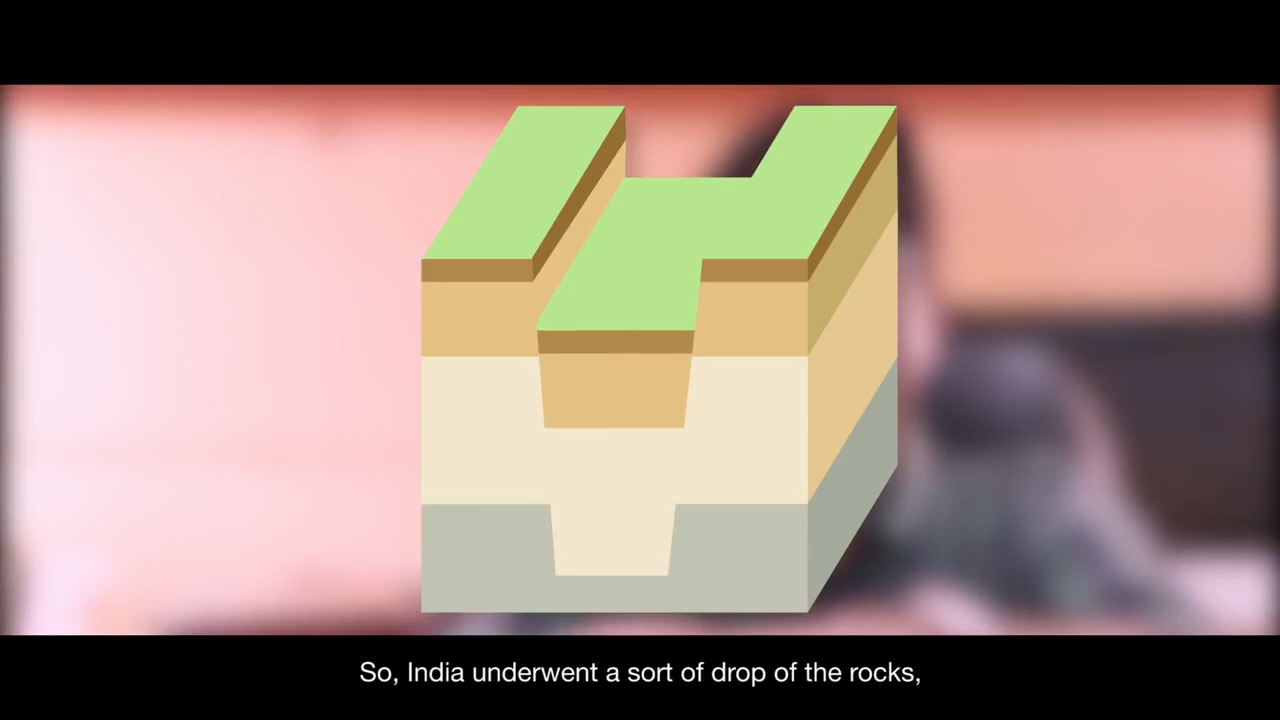 So, India underwent a sort of drop of the rocks,